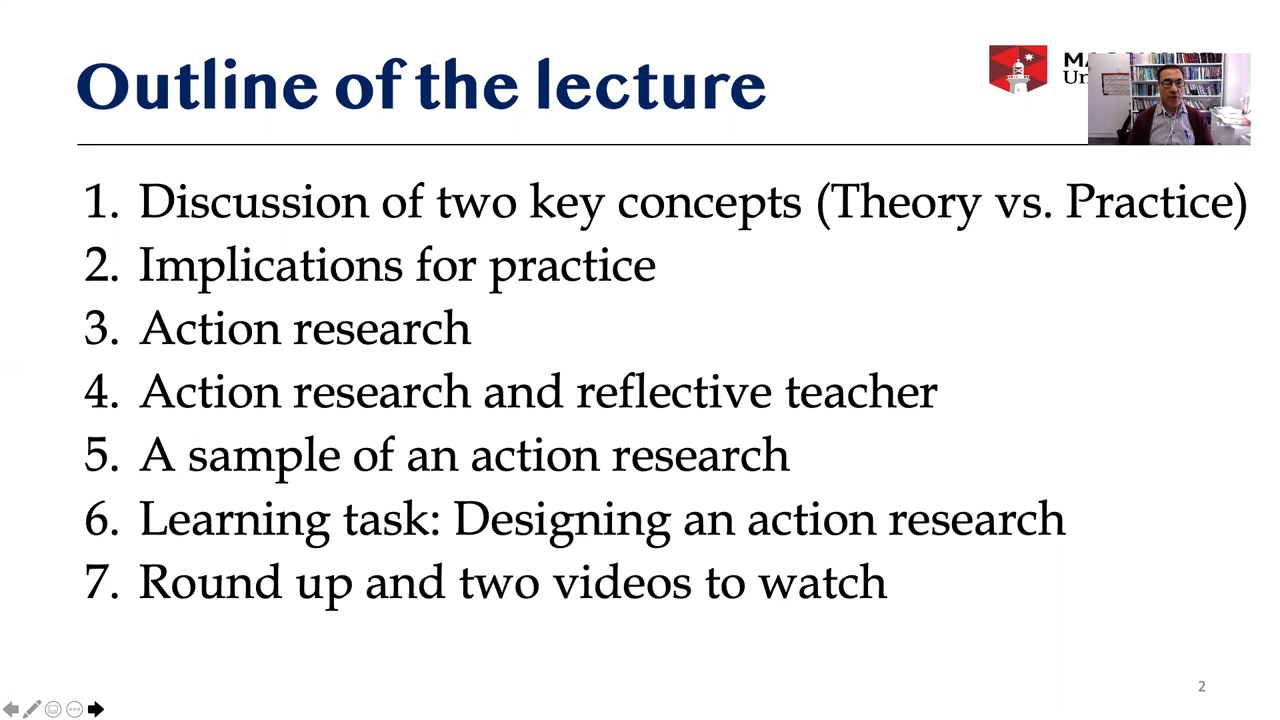 Outline of the lecture
1. Discussion of two key concepts (Theory vs. Practice)
2. Implications for practice
3. Action research
4. Action research and reflective teacher
5. A sample of an action research
6. Learning task: Designing an action research
7. Round up and two videos to watch
2